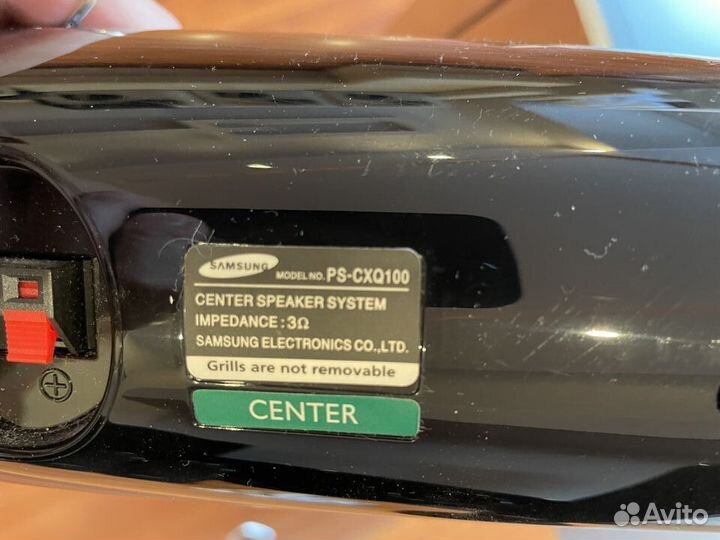 SAMSUNG MODEL NO. PS-CXQ100
CENTER SPEAKER SYSTEM
IMPEDANCE : 3Ω
SAMSUNG ELECTRONICS CO.,LTD.
Grills are not removable
CENTER
Avito